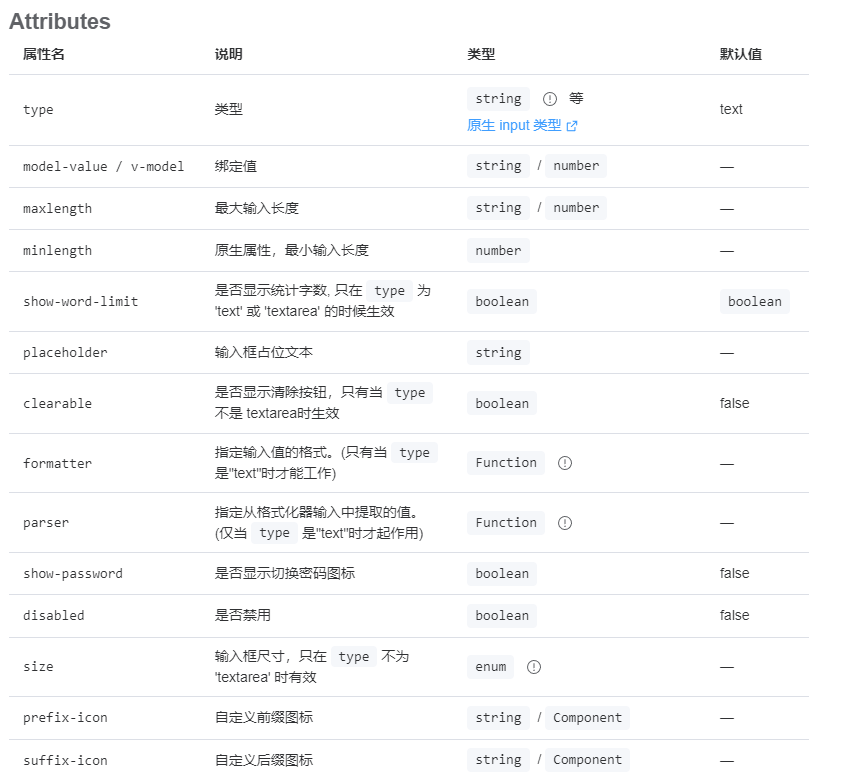 Attributes
属性名 说明 类型 默认值
type 类型 string 等 text
原生 input 类型
model-value / v-model 绑定值 string / number —
maxlength 最大输入长度 string / number —
minlength 原生属性，最小输入长度 number —
show-word-limit 是否显示统计字数, 只在 type 为 boolean boolean
'text' 或 'textarea' 的时候生效
placeholder 输入框占位文本 string —
clearable 是否显示清除按钮，只有当 type boolean false
不是 textarea时生效
formatter 指定输入值的格式。(只有当 type Function —
是"text"时才能工作)
parser 指定从格式化器输入中提取的值。 Function —
(仅当 type 是"text"时才起作用)
show-password 是否显示切换密码图标 boolean false
disabled 是否禁用 boolean false
size 输入框尺寸，只在 type 不为 enum —
'textarea' 时有效
prefix-icon 自定义前缀图标 string / Component —
suffix-icon 自定义后缀图标 string / Component —